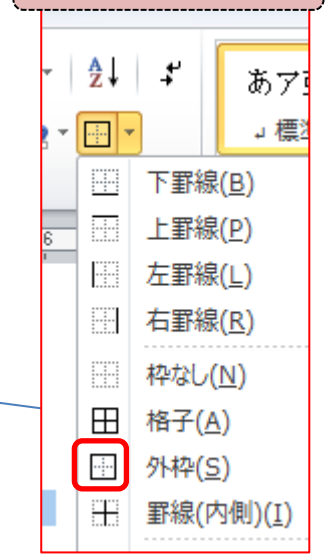 A
Z
あア
標
6
下罫線(B)
上罫線(P)
左罫線(L)
右罫線(R)
枠なし(N)
格子(A)
外枠(S)
罫線(内側)(I)